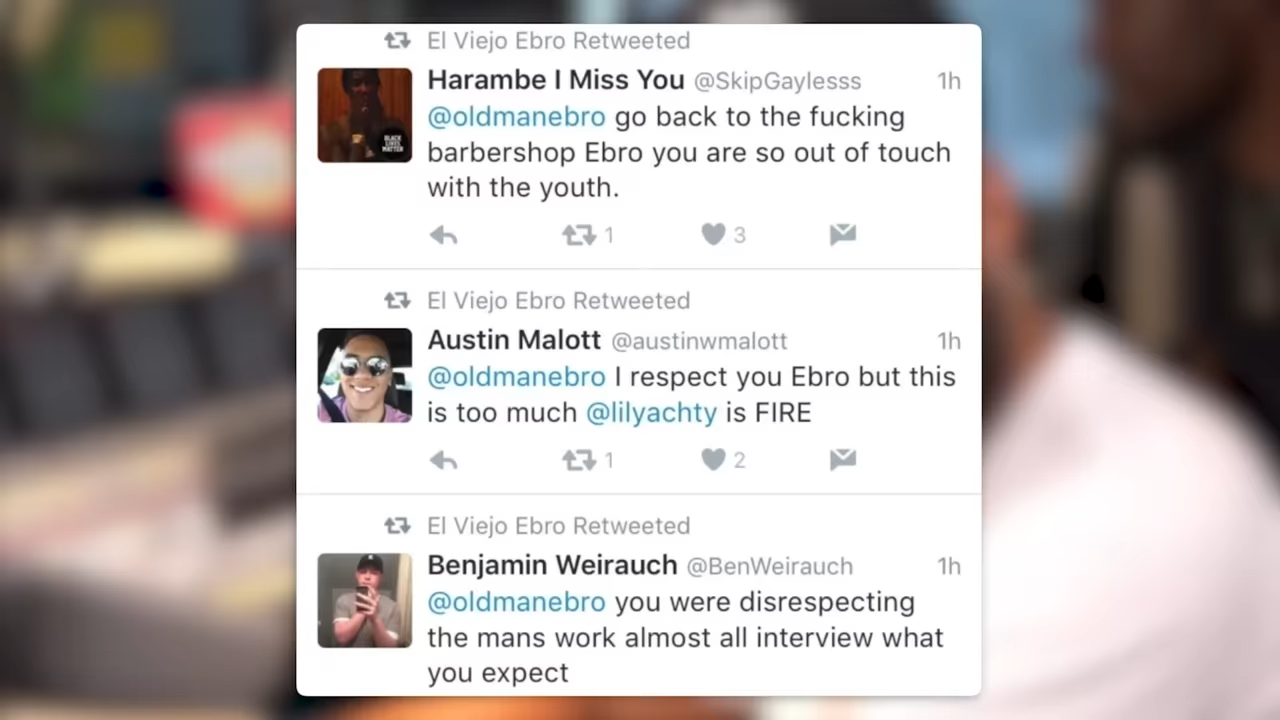 El Viejo Ebro Retweeted
Harambe I Miss You @SkipGaylesss 1h
@oldmanebro go back to the fucking
barbershop Ebro you are so out of touch
with the youth.
1 3
BLACK
LIVES
MATTER
El Viejo Ebro Retweeted
Austin Malott @austinwmalott 1h
@oldmanebro I respect you Ebro but this
is too much @lilyachty is FIRE
1 2
El Viejo Ebro Retweeted
Benjamin Weirauch @BenWeirauch 1h
@oldmanebro you were disrespecting
the mans work almost all interview what
you expect